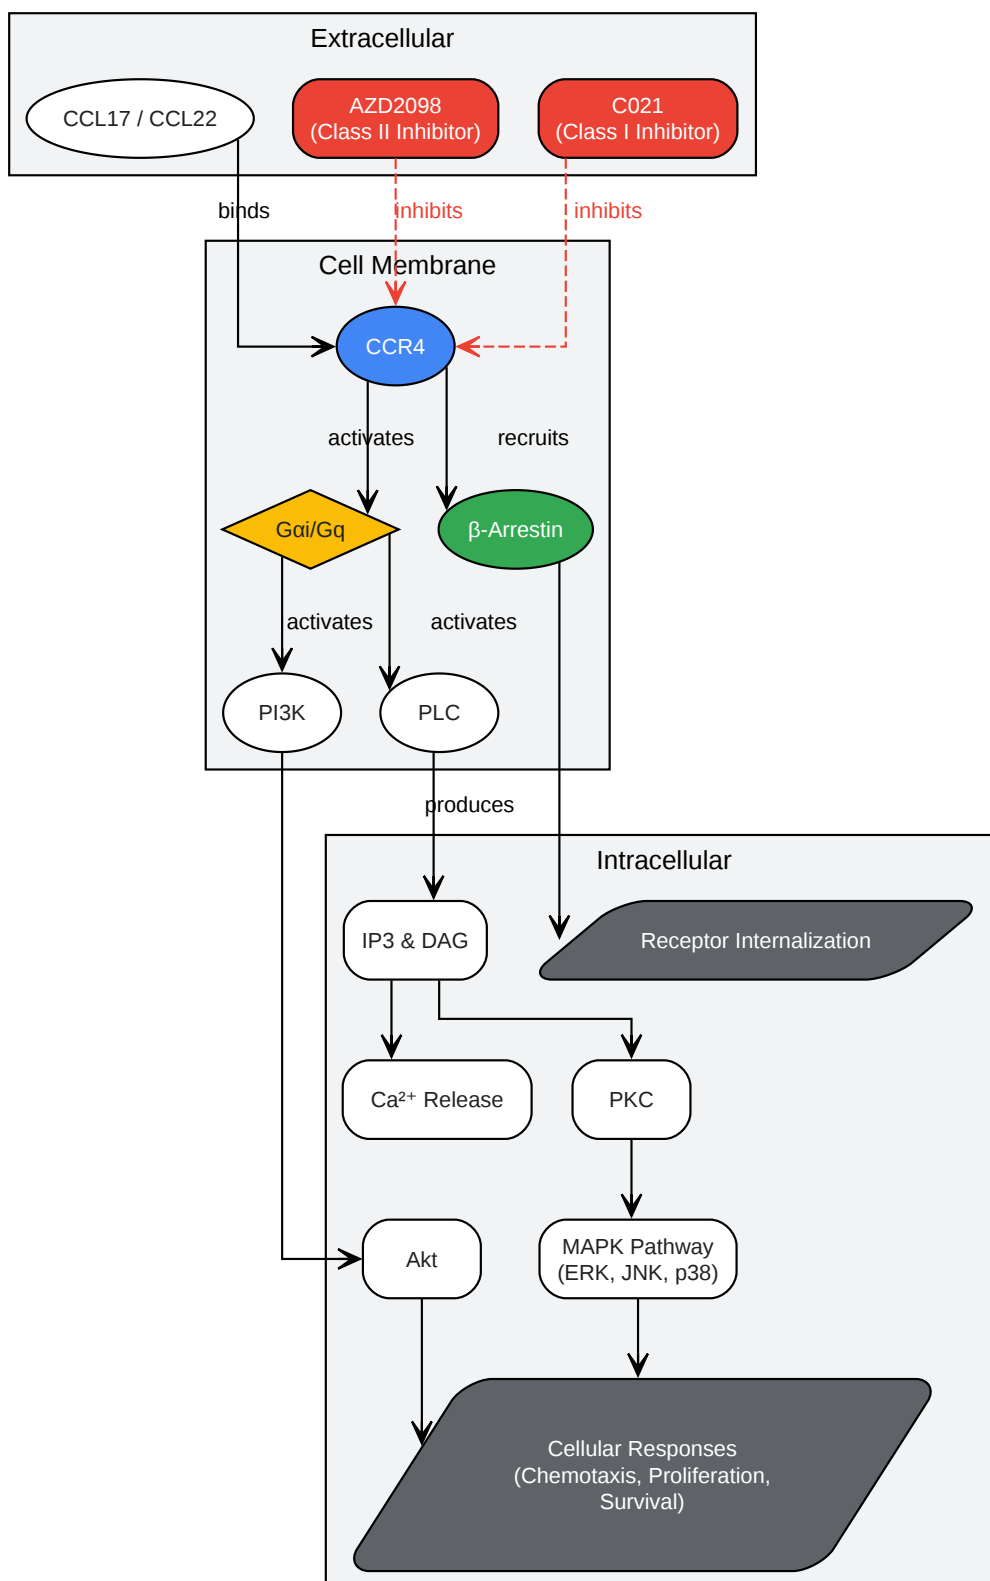 Extracellular
CCL17 / CCL22
AZD2098
(Class II Inhibitor)
C021
(Class I Inhibitor)
binds
inhibits
inhibits
Cell Membrane
CCR4
activates
recruits
Gαi/Gq
β-Arrestin
activates
activates
PI3K
PLC
produces
Intracellular
IP3 & DAG
Receptor Internalization
Ca²⁺ Release
PKC
Akt
MAPK Pathway
(ERK, JNK, p38)
Cellular Responses
(Chemotaxis, Proliferation,
Survival)